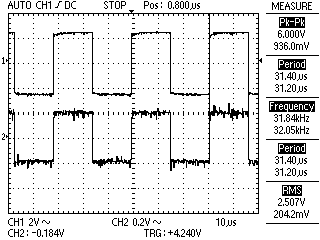 AUTO CH1 ∫ DC STOP Pos: 0.800µs MEASURE
Pk-Pk
6.000V
936.0mV
Period
31.40µs
31.20µs
Frequency
31.84kHz
32.05kHz
Period
31.40µs
31.20µs
RMS
2.507V
204.2mV
1
2
CH1 2V ~ CH2 0.2V ~ 10µs
CH2: -0.184V TRG: +4.240V